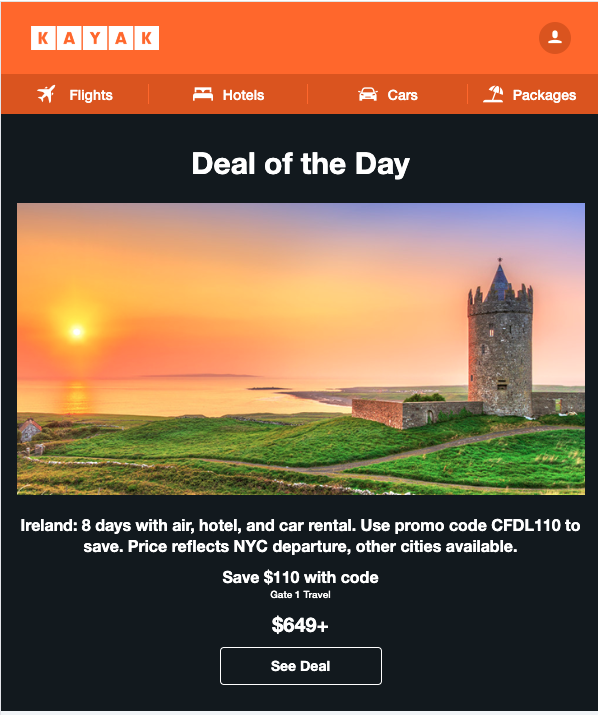 KAYAK
Flights
Hotels
Cars
Packages
Deal of the Day
Ireland: 8 days with air, hotel, and car rental. Use promo code CFDL110 to
save. Price reflects NYC departure, other cities available.
Save $110 with code
Gate 1 Travel
$649+
See Deal